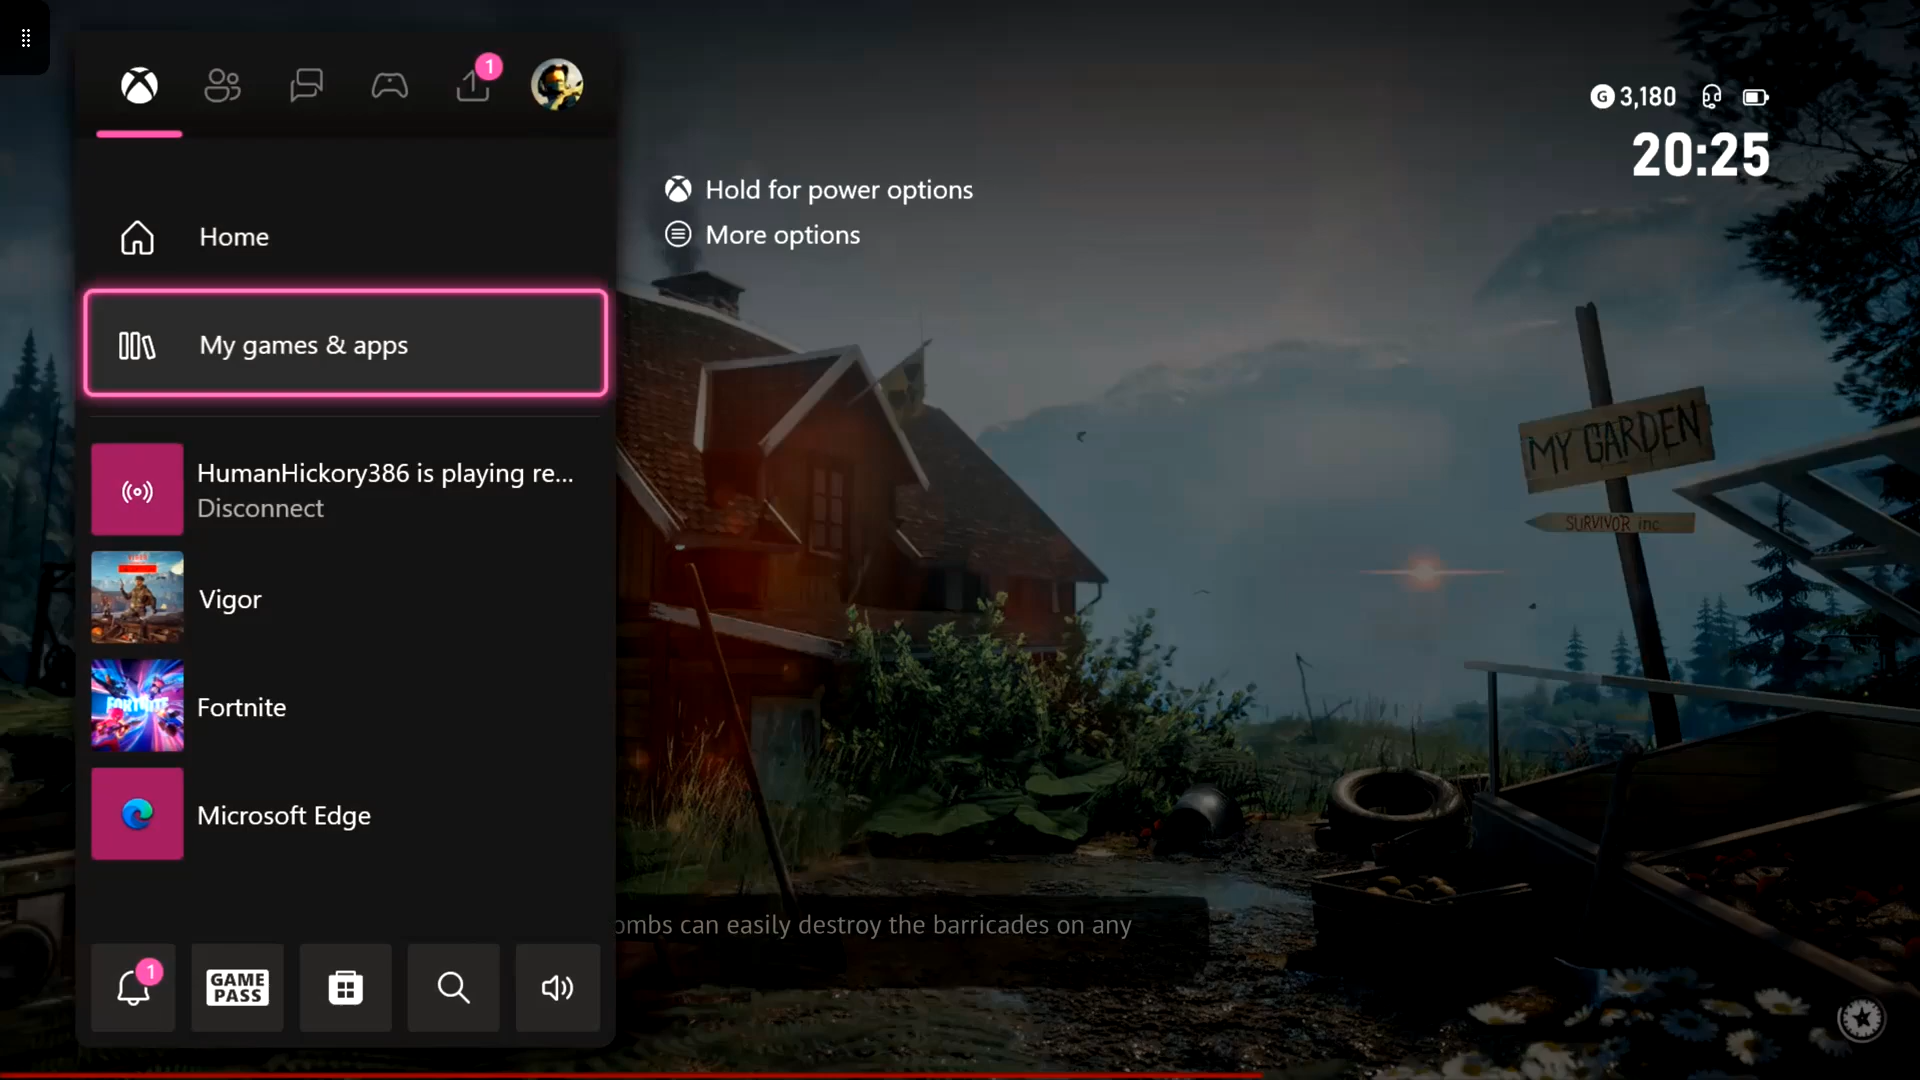 1
G 3,180
20:25
Hold for power options
More options
Home
My games & apps
HumanHickory386 is playing re...
Disconnect
Vigor
FORTNITE
Fortnite
Microsoft Edge
MY GARDEN
SURVIVOR inc
ombs can easily destroy the barricades on any
1
GAME
PASS